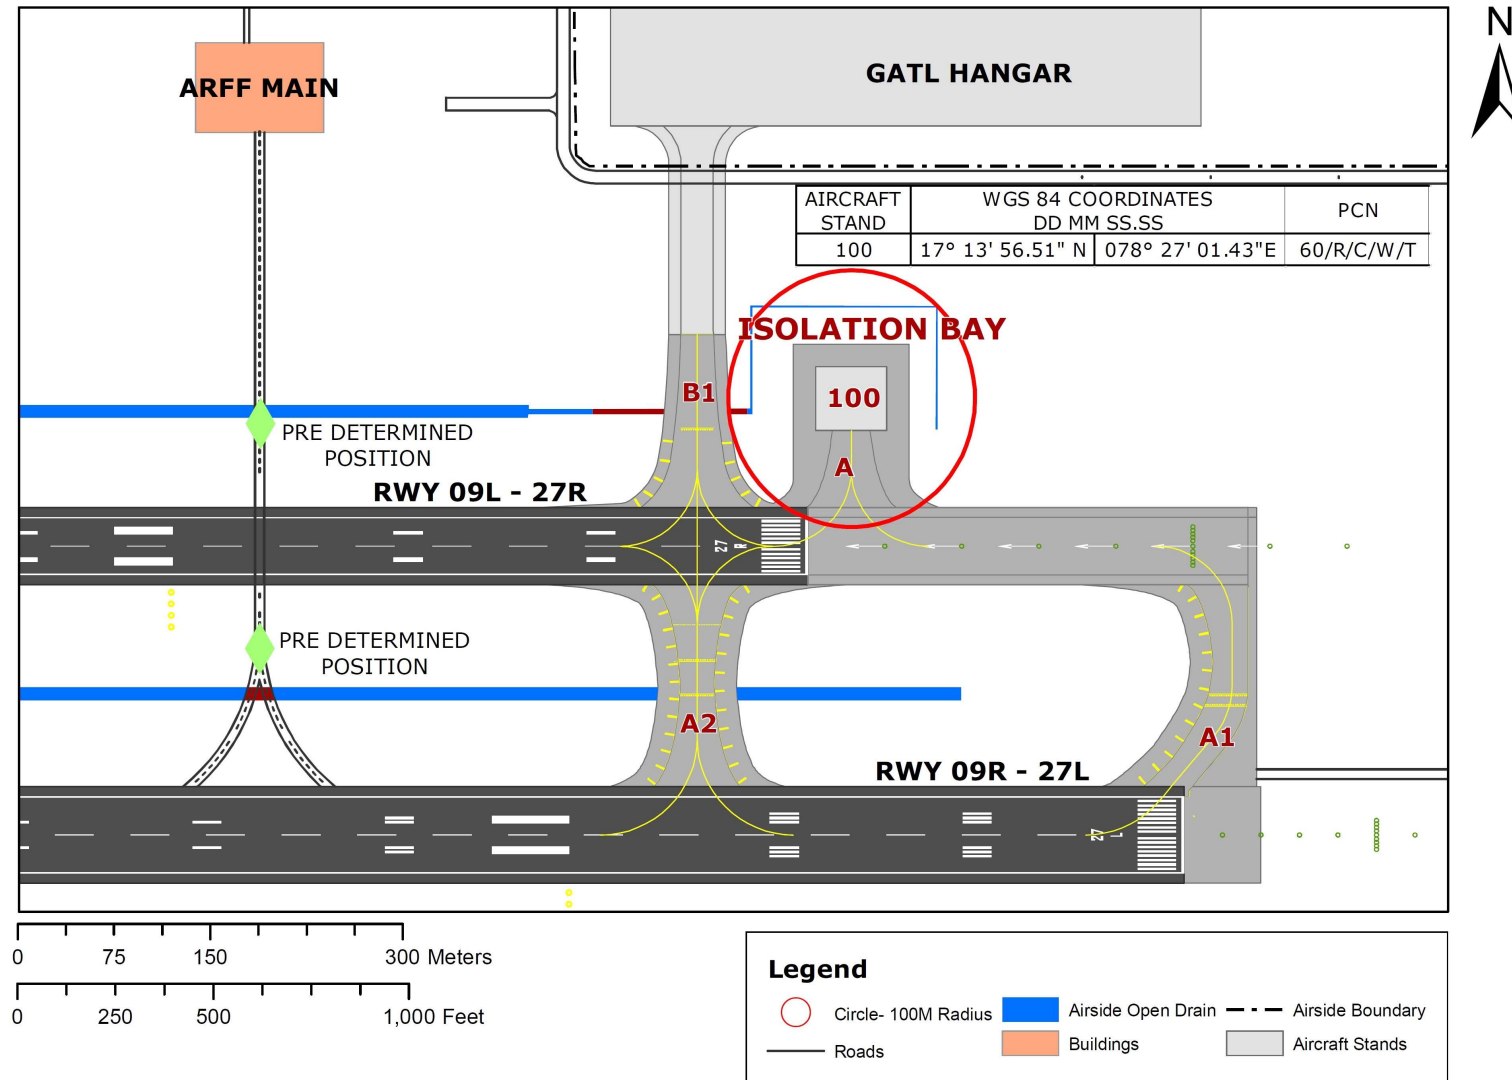 N
ARFF MAIN
GATL HANGAR
AIRCRAFT STAND
WGS 84 COORDINATES
DD MM SS.SS
PCN
100
17° 13' 56.51" N
078° 27' 01.43"E
60/R/C/W/T
ISOLATION BAY
B1
100
A
PRE DETERMINED
POSITION
RWY 09L - 27R
27
R
PRE DETERMINED
POSITION
A2
A1
RWY 09R - 27L
27
L
0 75 150 300 Meters
0 250 500 1,000 Feet
Legend
Circle- 100M Radius
Airside Open Drain
Airside Boundary
Roads
Buildings
Aircraft Stands